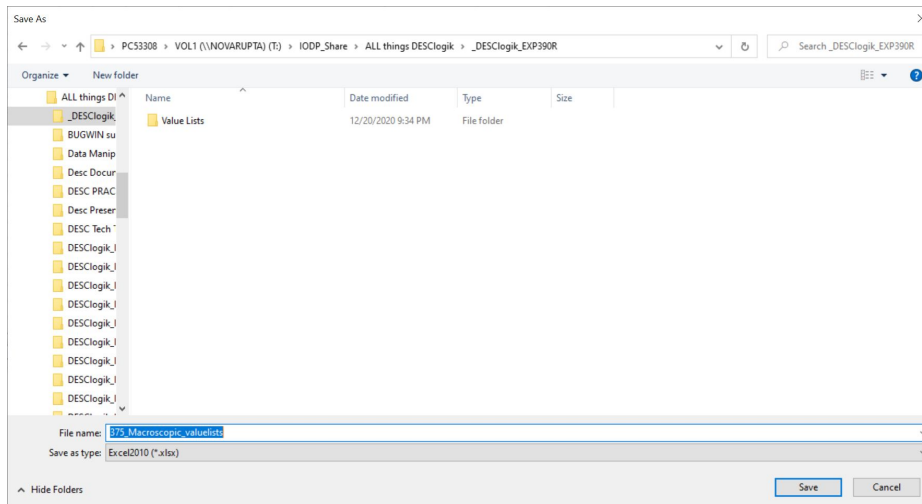 Save As
PC53308 > VOL1 (\\NOVARUPTA) (T:) > IODP_Share > ALL things DESClogik > _DESClogik_EXP390R
Search _DESClogik_EXP390R
Organize New folder
Name Date modified Type Size
ALL things DI
_DESClogik_
Value Lists 12/20/2020 9:34 PM File folder
BUGWIN su
Data Manip
Desc Docur
DESC PRAC
Desc Preser
DESC Tech
DESClogik_I
DESClogik_I
DESClogik_I
DESClogik_I
DESClogik_I
DESClogik_I
DESClogik_I
DESClogik_I
DESClogik_I
File name: 375_Macroscopic_valuelists
Save as type: Excel2010 (*.xlsx)
Hide Folders
Save Cancel